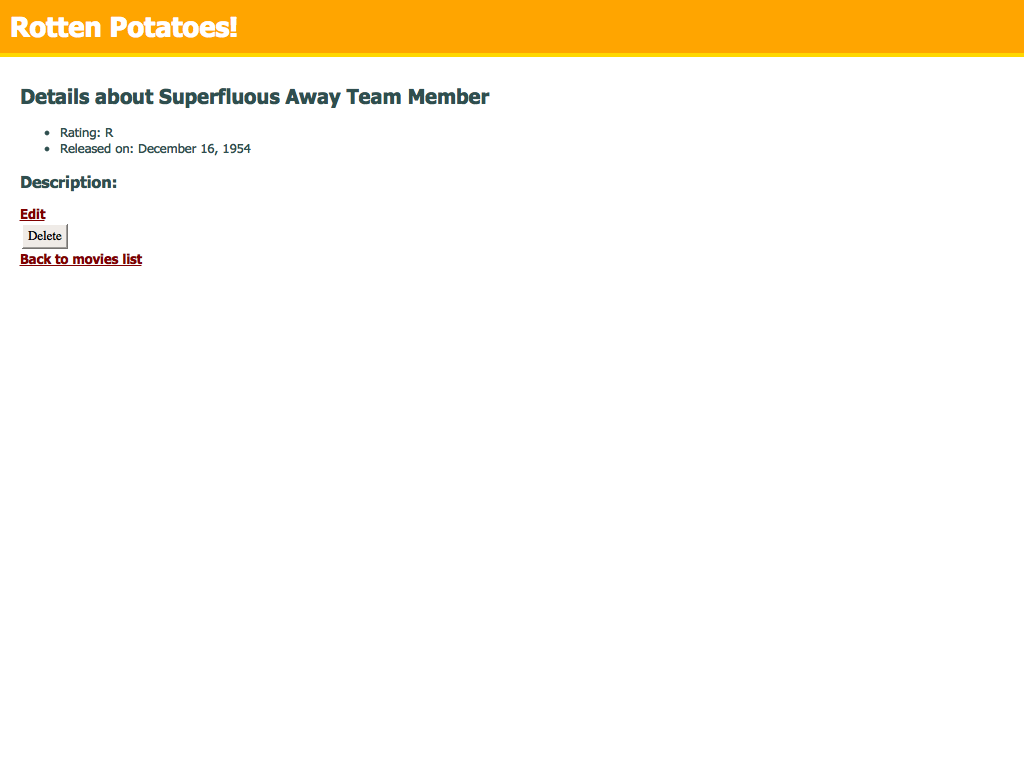 Rotten Potatoes!
Details about Superfluous Away Team Member
Rating: R
Released on: December 16, 1954
Description:
Edit
Delete
Back to movies list